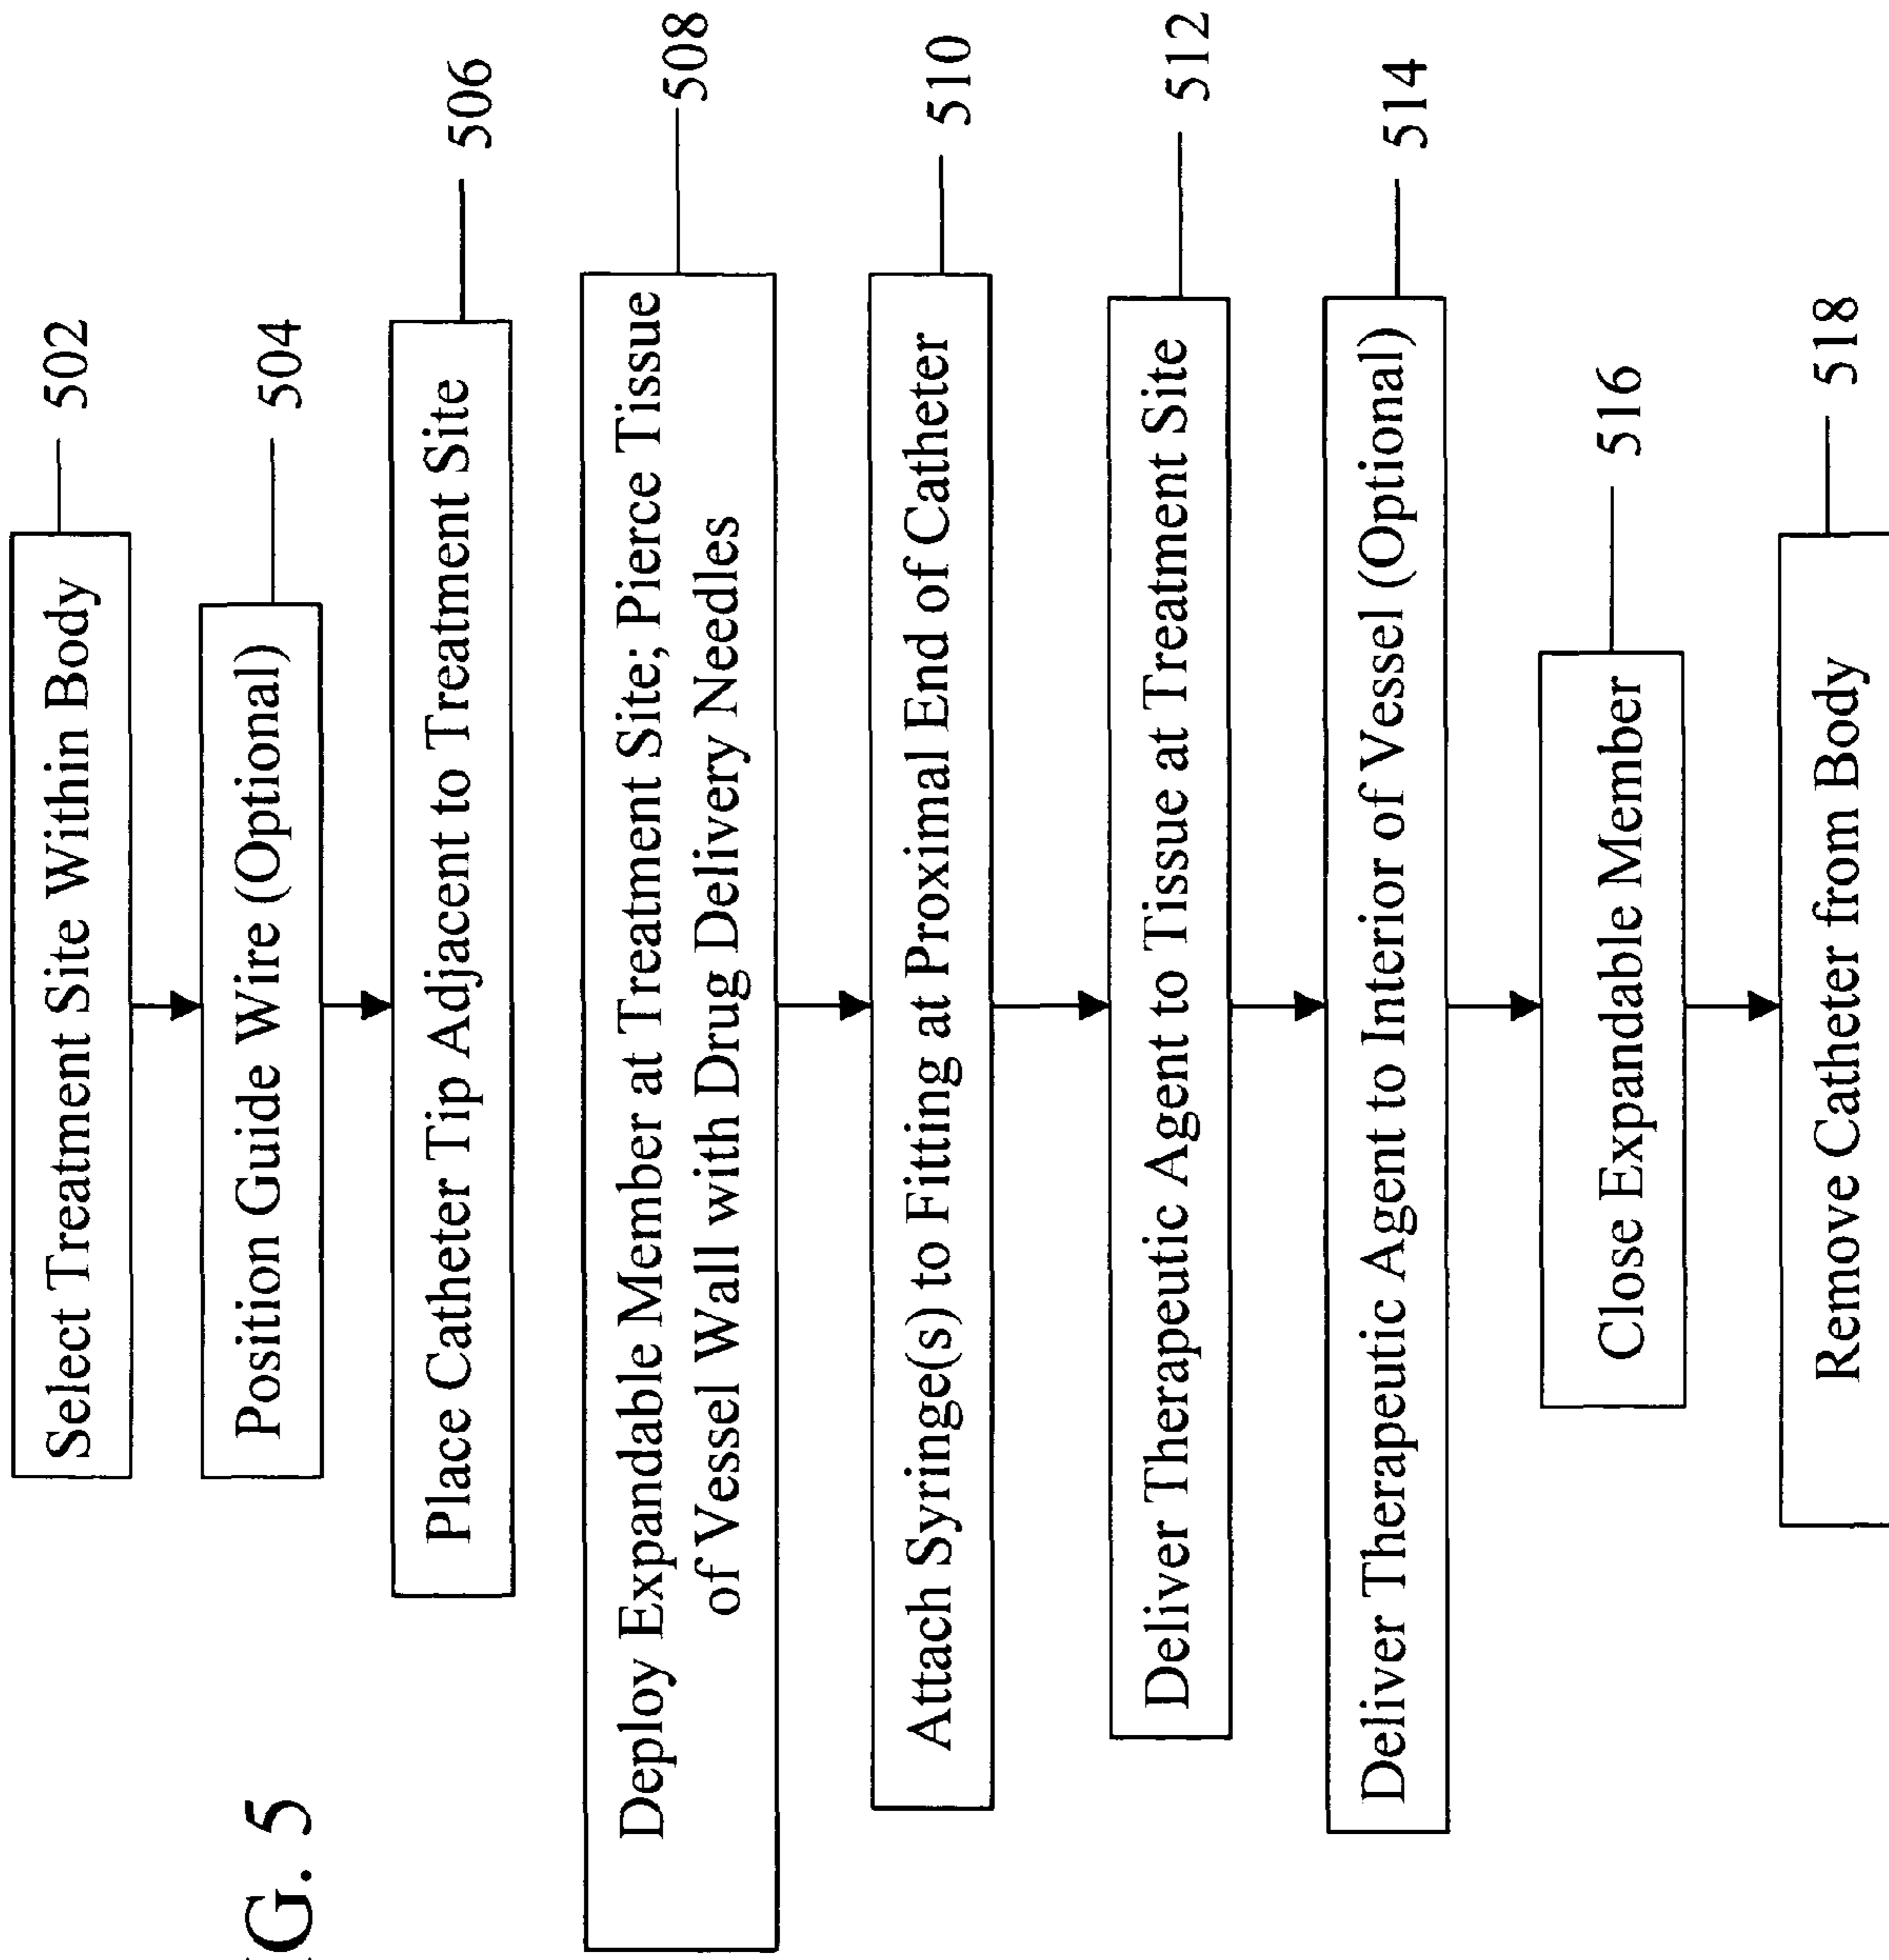 G. 5
Select Treatment Site Within Body
502
Position Guide Wire (Optional)
504
Place Catheter Tip Adjacent to Treatment Site
506
Deploy Expandable Member at Treatment Site; Pierce Tissue
of Vessel Wall with Drug Delivery Needles
508
Attach Syringe(s) to Fitting at Proximal End of Catheter
510
Deliver Therapeutic Agent to Tissue at Treatment Site
512
Deliver Therapeutic Agent to Interior of Vessel (Optional)
514
Close Expandable Member
516
Remove Catheter from Body
518